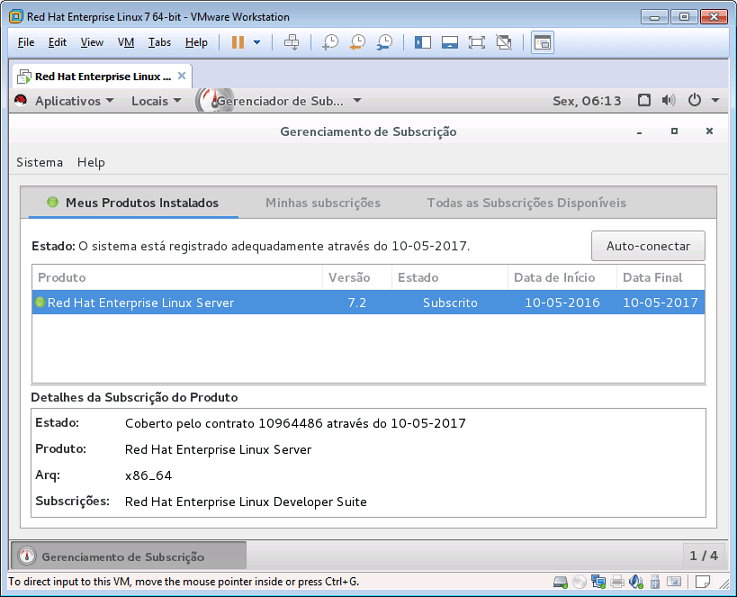 Red Hat Enterprise Linux 7 64-bit - VMware Workstation
File Edit View VM Tabs Help
Red Hat Enterprise Linux ...
Aplicativos Locais Gerenciador de Sub... Sex, 06:13
Gerenciamento de Subscrição
Sistema Help
Meus Produtos Instalados Minhas subscrições Todas as Subscrições Disponíveis
Estado: O sistema está registrado adequadamente através do 10-05-2017. Auto-conectar
Produto Versão Estado Data de Início Data Final
Red Hat Enterprise Linux Server 7.2 Subscrito 10-05-2016 10-05-2017
Detalhes da Subscrição do Produto
Estado: Coberto pelo contrato 10964486 através do 10-05-2017
Produto: Red Hat Enterprise Linux Server
Arq: x86_64
Subscrições: Red Hat Enterprise Linux Developer Suite
Gerenciamento de Subscrição 1 / 4
To direct input to this VM, move the mouse pointer inside or press Ctrl+G.